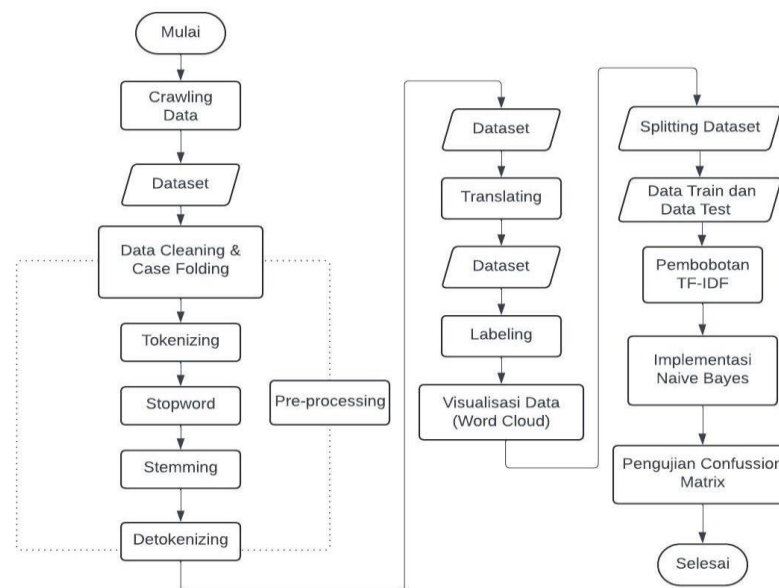 Mulai
Crawling
Data
Dataset
Data Cleaning &
Case Folding
Tokenizing
Stopword
Stemming
Detokenizing
Pre-processing
Dataset
Translating
Dataset
Labeling
Visualisasi Data
(Word Cloud)
Splitting Dataset
Data Train dan
Data Test
Pembobotan
TF-IDF
Implementasi
Naive Bayes
Pengujian Confussion
Matrix
Selesai